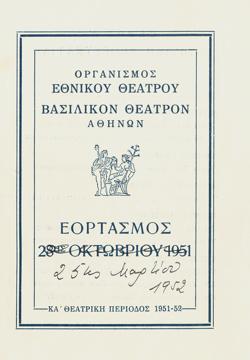 ΟΡΓΑΝΙΣΜΟΣ
ΕΘΝΙΚΟΥ ΘΕΑΤΡΟΥ
ΒΑΣΙΛΙΚΟΝ ΘΕΑΤΡΟΝ
ΑΘΗΝΩΝ
ΕΟΡΤΑΣΜΟΣ
28ης ΟΚΤΩΒΡΙΟΥ 1951
25ης Μαρτίου
1952
ΚΑ΄ ΘΕΑΤΡΙΚΗ ΠΕΡΙΟΔΟΣ 1951-52